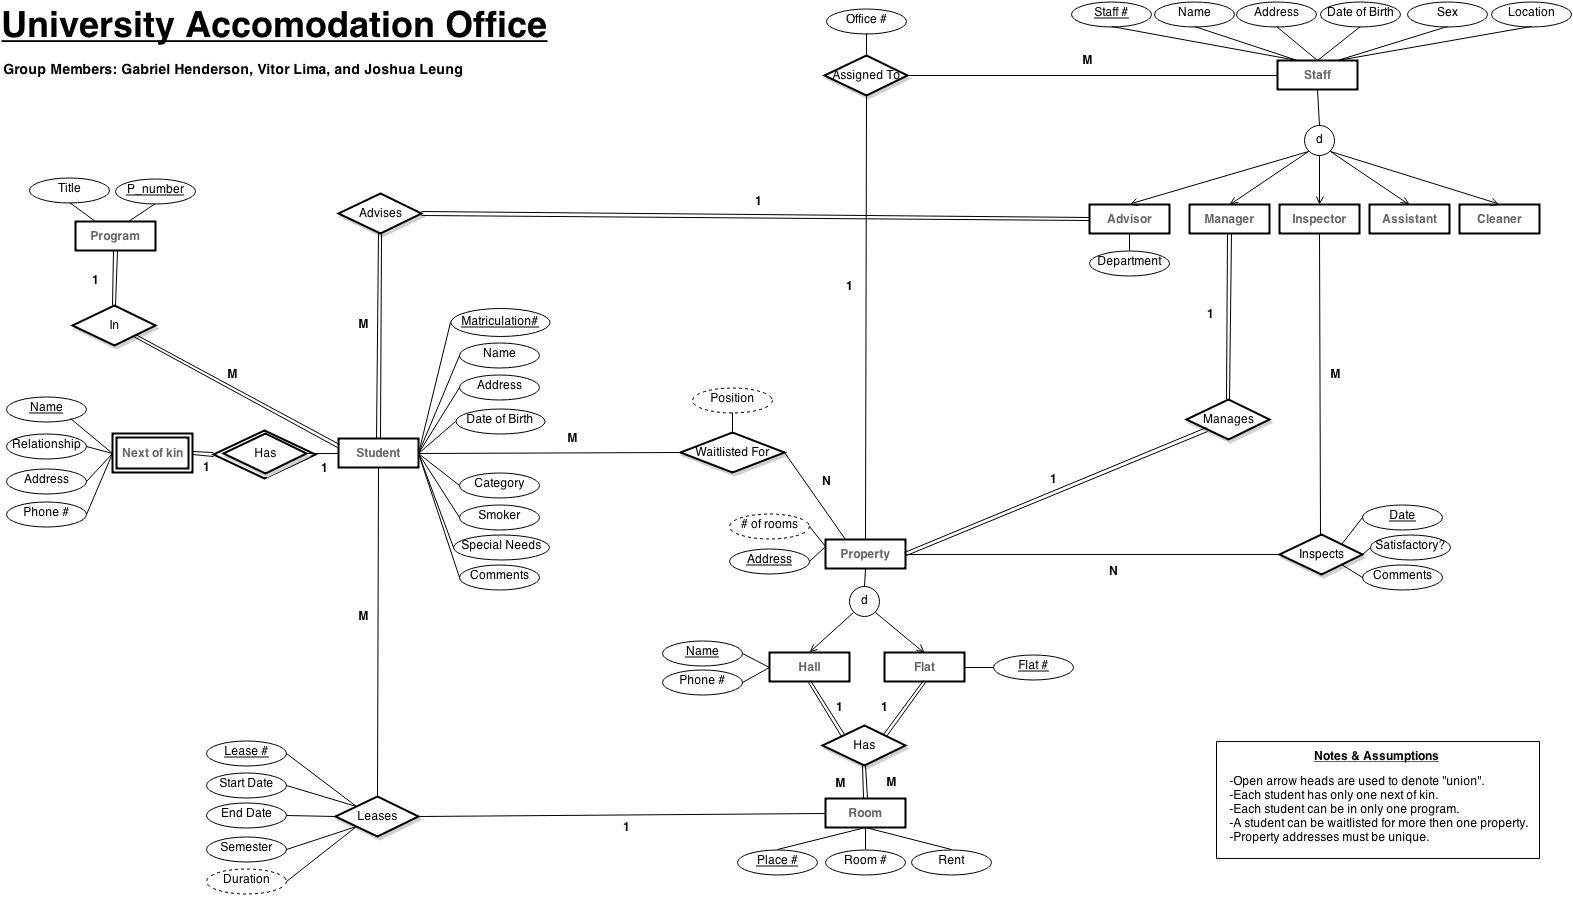 University Accomodation Office
Group Members: Gabriel Henderson, Vitor Lima, and Joshua Leung
Office #
Staff #
Name
Address
Date of Birth
Sex
Location
Assigned To
M
Staff
d
Title
P_number
Program
Advises
1
Advisor
Manager
Inspector
Assistant
Cleaner
Department
1
1
1
In
M
M
M
Matriculation#
Name
Address
Date of Birth
Name
Relationship
Address
Phone #
Next of kin
1
Has
1
Student
M
Position
Waitlisted For
N
Manages
1
Category
Smoker
Special Needs
Comments
# of rooms
Address
Property
N
Inspects
Date
Satisfactory?
Comments
d
M
Name
Phone #
Hall
Flat
Flat #
1
1
Has
M
M
Lease #
Start Date
End Date
Semester
Duration
Leases
1
Room
Place #
Room #
Rent
Notes & Assumptions
-Open arrow heads are used to denote "union".
-Each student has only one next of kin.
-Each student can be in only one program.
-A student can be waitlisted for more then one property.
-Property addresses must be unique.